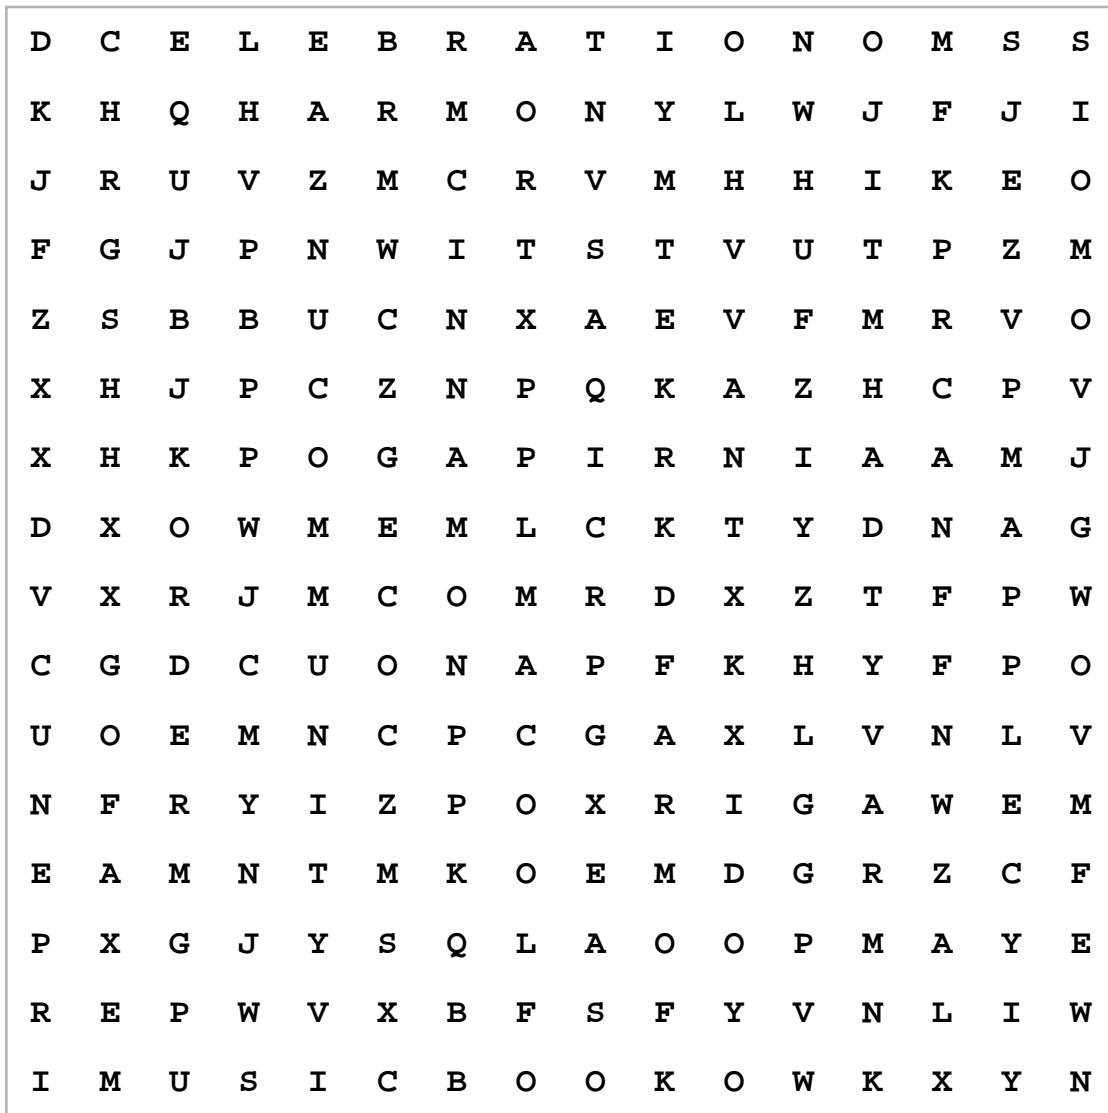 D C E L E B R A T I O N O M S S
K H Q H A R M O N Y L W J F J I
J R U V Z M C R V M H H I K E O
F G J P N W I T S T V U T P Z M
Z S B B U C N X A E V F M R V O
X H J P C Z N P Q K A Z H C P V
X H K P O G A P I R N I A A M J
D X O W M E M L C K T Y D N A G
V X R J M C O M R D X Z T F P W
C G D C U O N A P F K H Y F P O
U O E M N C P C G A X L V N L V
N F R Y I Z P O X R I G A W E M
E A M N T M K O E M D G R Z C F
P X G J Y S Q L A O O P M A Y E
R E P W V X B F S F Y V N L I W
I M U S I C B O O K O W K X Y N